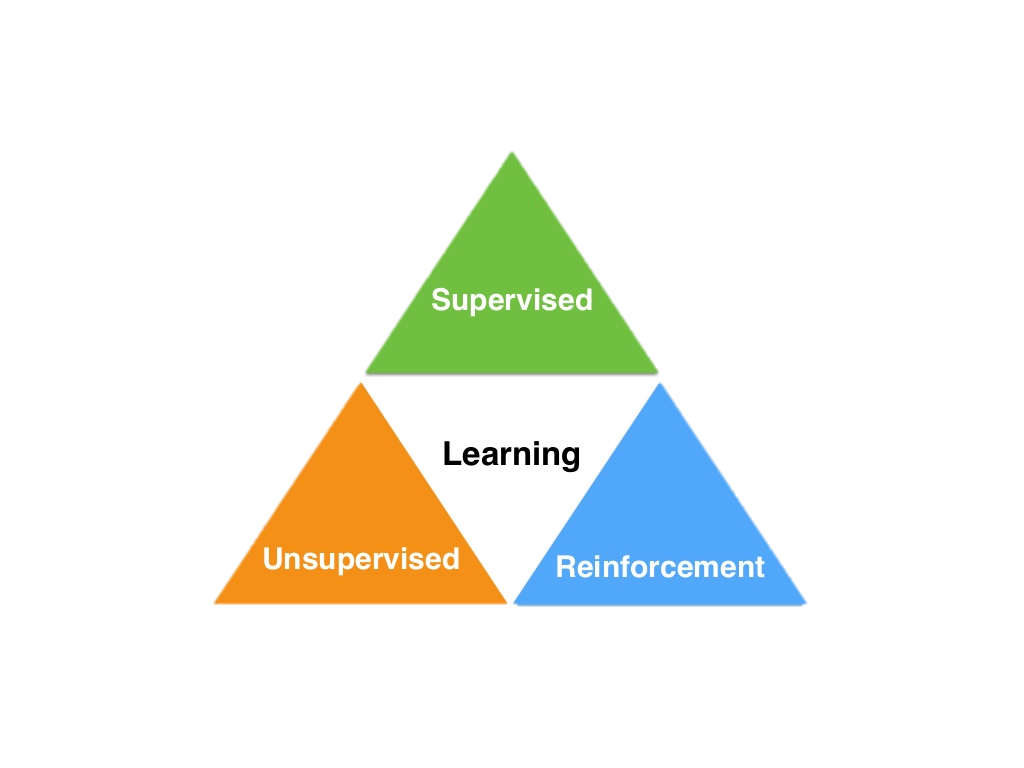 Supervised
Learning
Unsupervised
Reinforcement